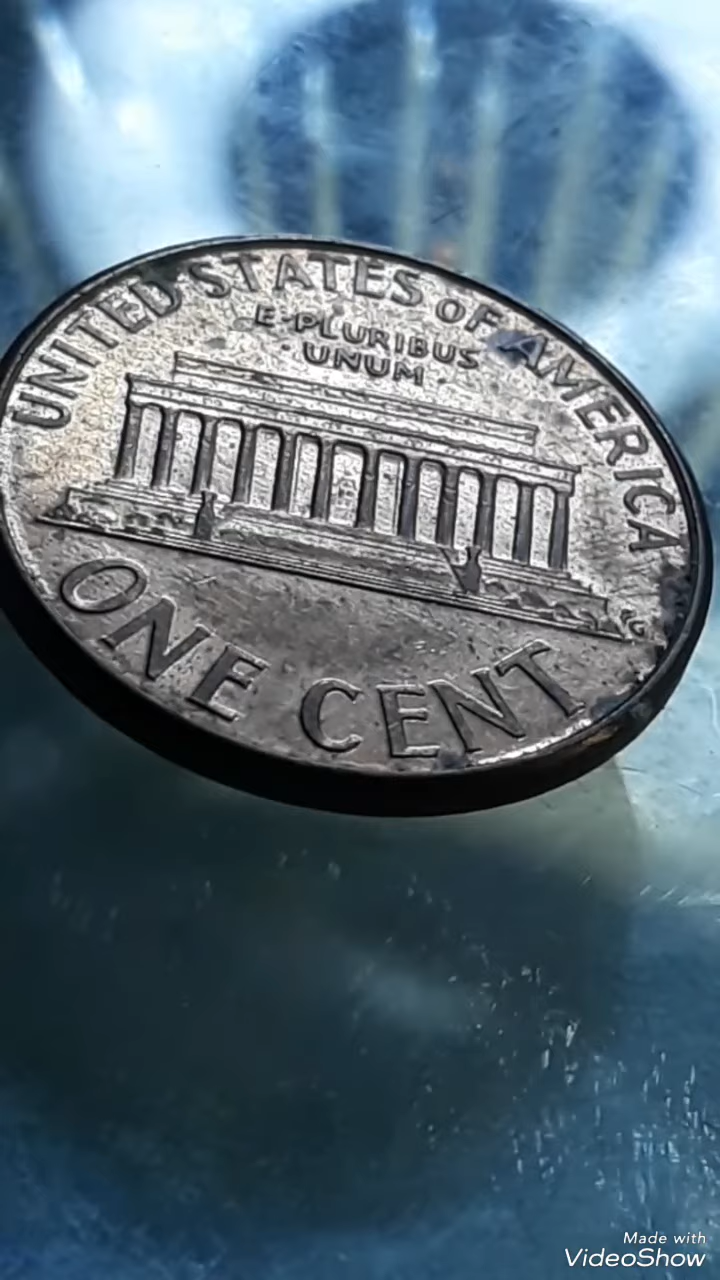 UNITED STATES OF AMERICA
E·PLURIBUS
·UNUM·
ONE CENT
Made with
VideoShow